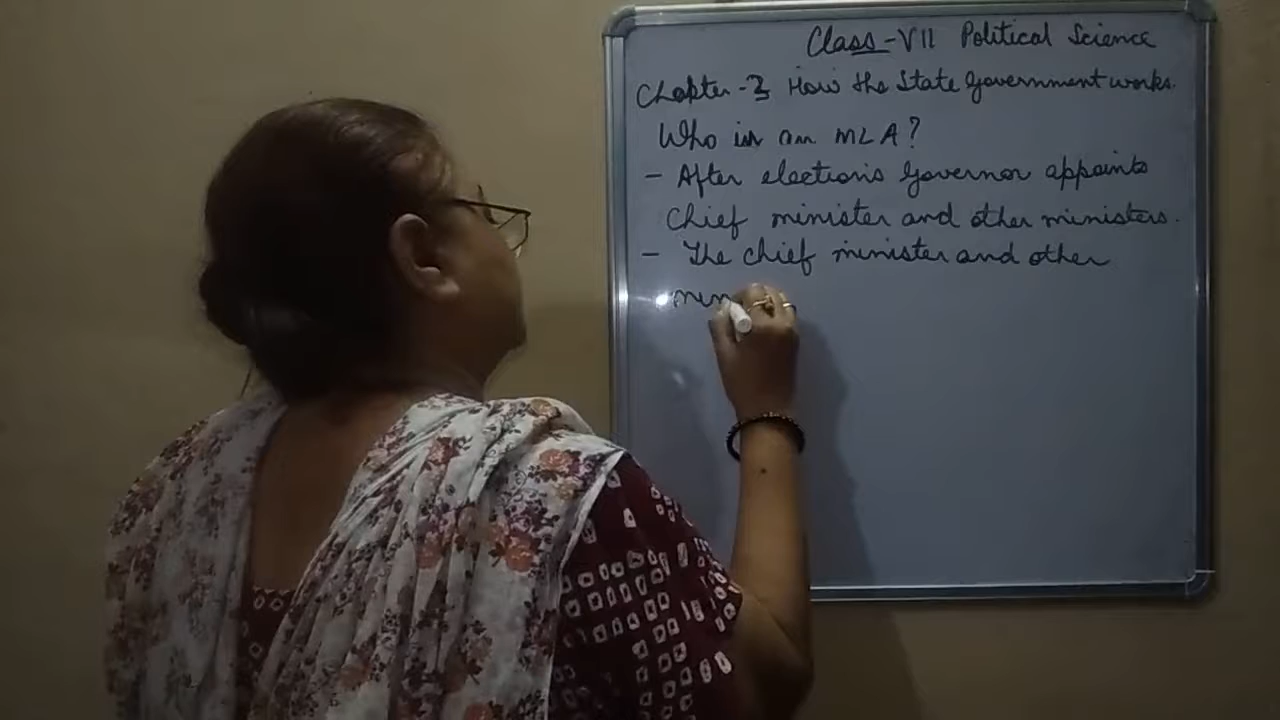 Class-VII Political Science
Chapter-3 How the State Government works.
Who is an MLA?
- After elections Governor appoints
Chief minister and other ministers.
- The chief minister and other